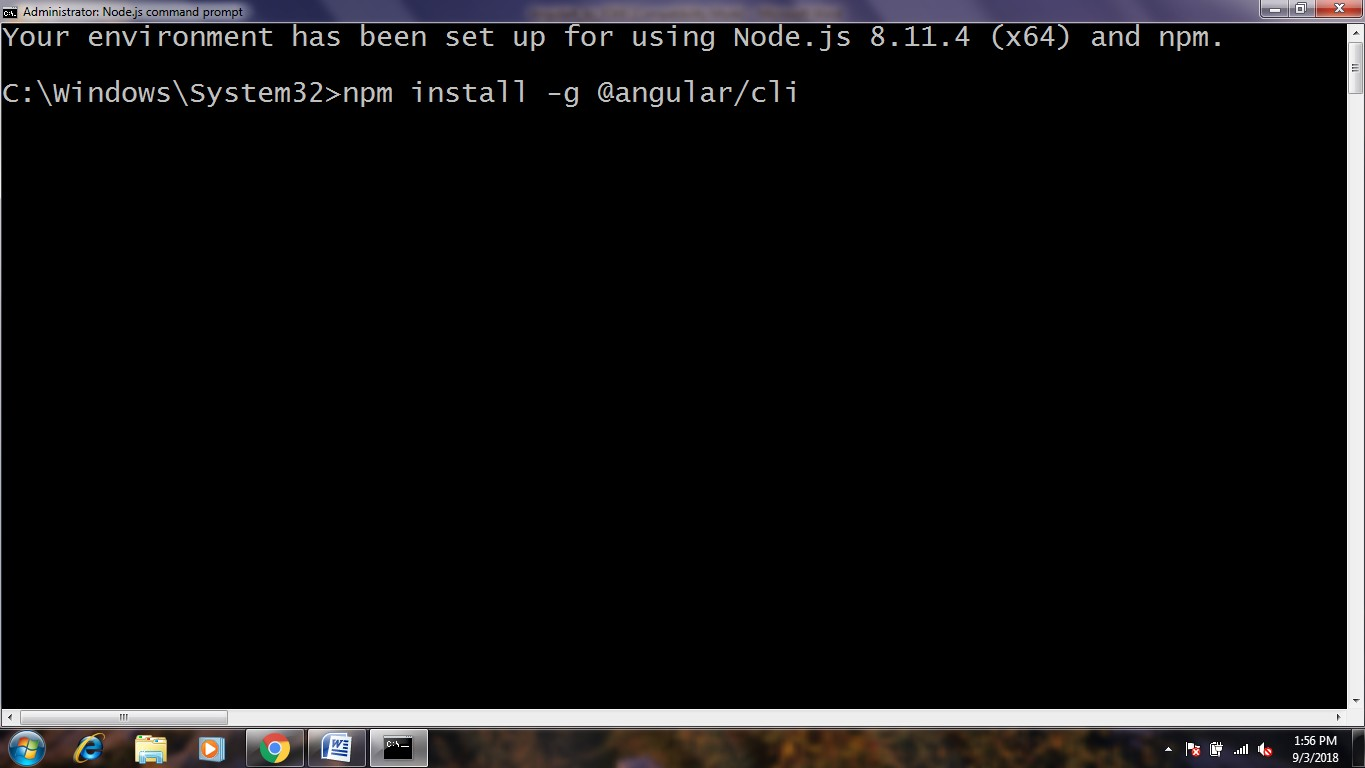 Administrator: Node.js command prompt
Your environment has been set up for using Node.js 8.11.4 (x64) and npm.
C:\Windows\System32>npm install -g @angular/cli
1:56 PM
9/3/2018